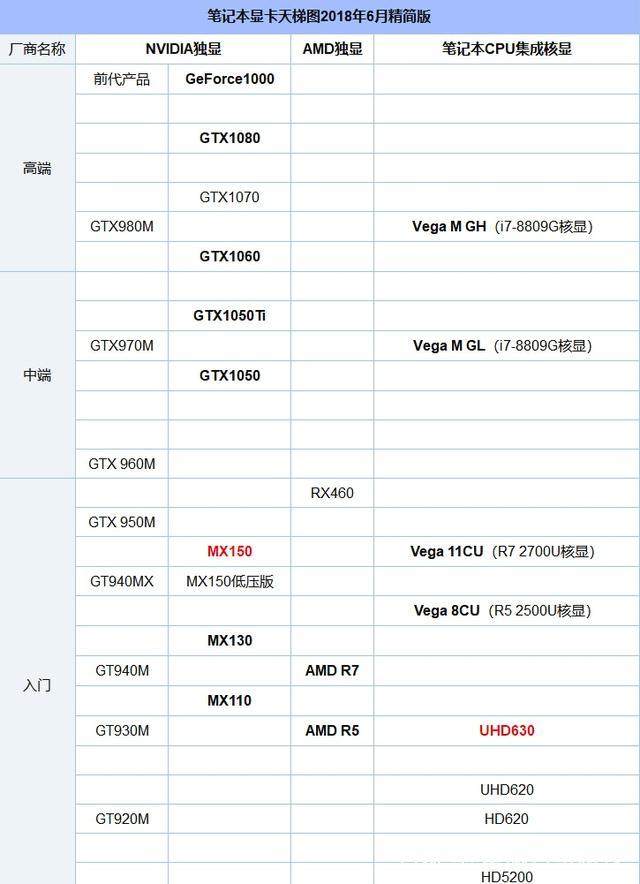 笔记本显卡天梯图2018年6月精简版
厂商名称 NVIDIA独显 AMD独显 笔记本CPU集成核显
前代产品 GeForce1000
GTX1080
高端
GTX1070
GTX980M Vega M GH（i7-8809G核显）
GTX1060
GTX1050Ti
GTX970M Vega M GL（i7-8809G核显）
中端 GTX1050
GTX 960M
RX460
GTX 950M
MX150 Vega 11CU（R7 2700U核显）
GT940MX MX150低压版
Vega 8CU（R5 2500U核显）
MX130
GT940M AMD R7
入门
MX110
GT930M AMD R5 UHD630
UHD620
GT920M HD620
HD5200